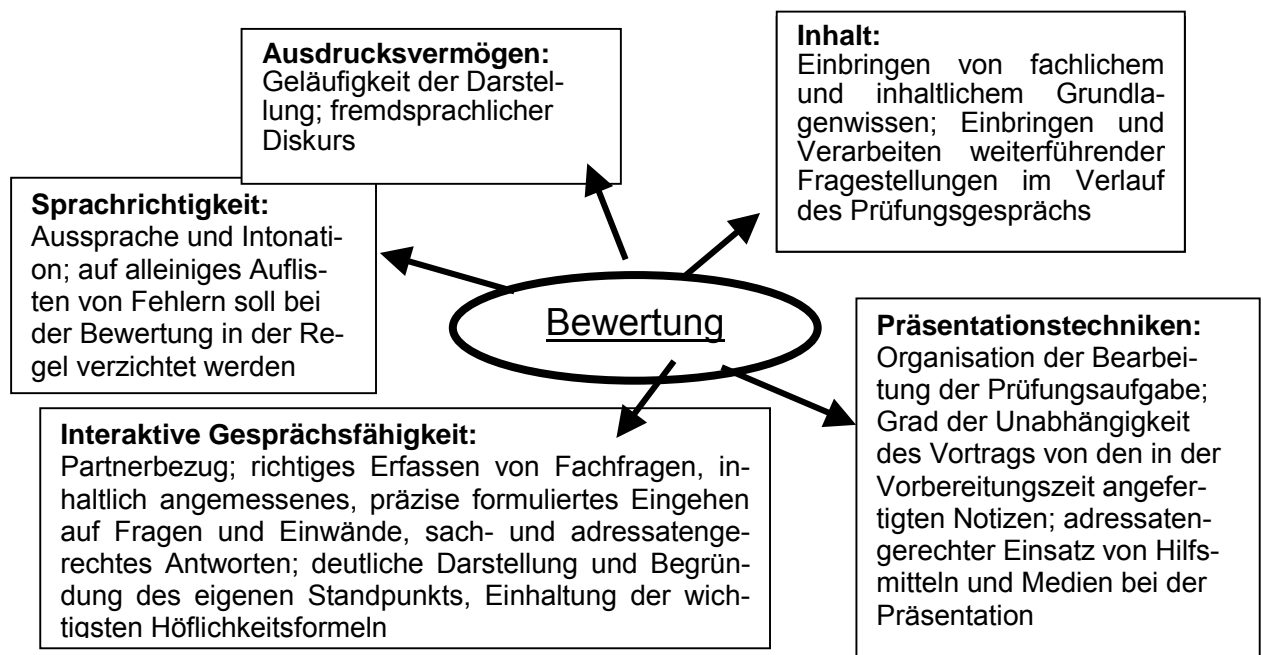 Ausdrucksvermögen:
Geläufigkeit der Darstel-
lung; fremdsprachlicher
Diskurs
Inhalt:
Einbringen von fachlichem
und inhaltlichem Grundla-
genwissen; Einbringen und
Verarbeiten weiterführender
Fragestellungen im Verlauf
des Prüfungsgesprächs
Sprachrichtigkeit:
Aussprache und Intonati-
on; auf alleiniges Auflis-
ten von Fehlern soll bei
der Bewertung in der Re-
gel verzichtet werden
Bewertung
Präsentationstechniken:
Organisation der Bearbei-
tung der Prüfungsaufgabe;
Grad der Unabhängigkeit
des Vortrags von den in der
Vorbereitungszeit angefer-
tigten Notizen; adressaten-
gerechter Einsatz von Hilfs-
mitteln und Medien bei der
Präsentation
Interaktive Gesprächsfähigkeit:
Partnerbezug; richtiges Erfassen von Fachfragen, in-
haltlich angemessenes, präzise formuliertes Eingehen
auf Fragen und Einwände, sach- und adressatenge-
rechtes Antworten; deutliche Darstellung und Begrün-
dung des eigenen Standpunkts, Einhaltung der wich-
tigsten Höflichkeitsformeln